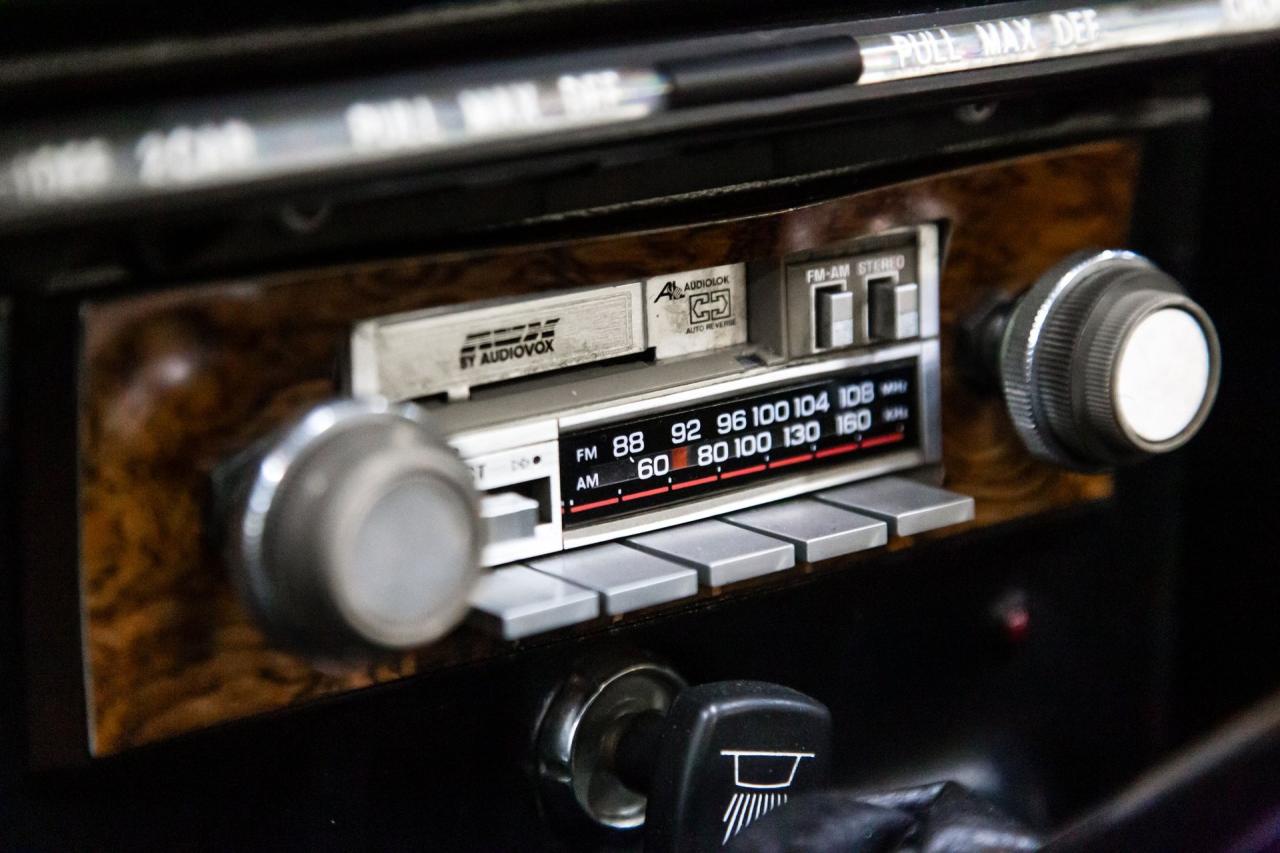 PULL MAX DEF
PULL MAX DEF
BY AUDIOVOX
AUDIOLOK
AUTO REVERSE
FM-AM STEREO
FM 88 92 96 100 104 108 MHz
AM 60 80 100 130 160 KHz